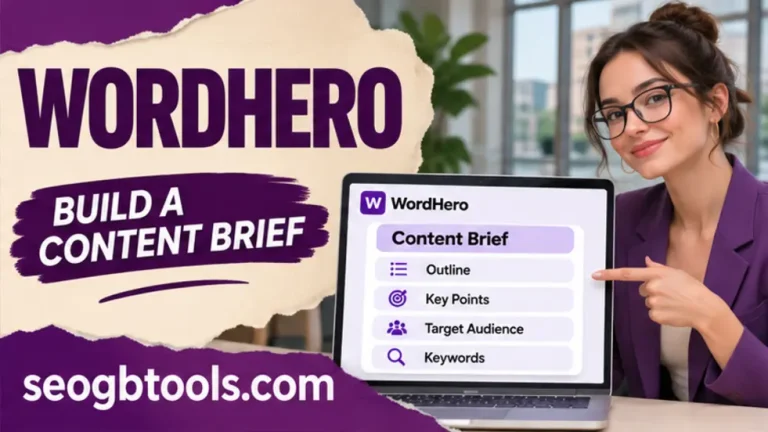 WORDHERO
BUILD A
CONTENT BRIEF
seogbtools.com
W WordHero
Content Brief
Outline
Key Points
Target Audience
Keywords